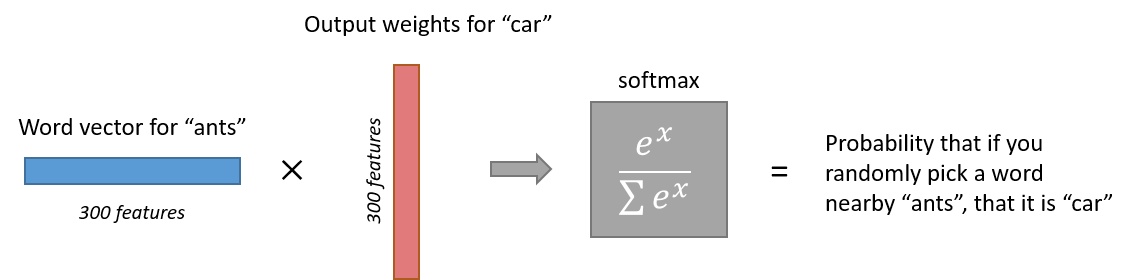 Output weights for “car”
softmax
Word vector for “ants”
300 features
×
300 features
e^x
∑ e^x
=
Probability that if you
randomly pick a word
nearby “ants”, that it is “car”